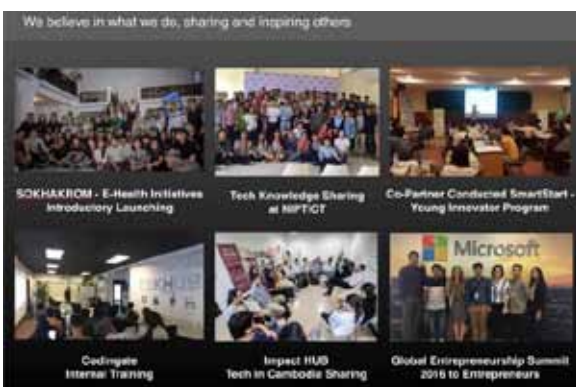 We believe in what we do, sharing and inspiring others
SOKHAKROM - E-Health Initiatives
Introductory Launching
Tech Knowledge Sharing
at NIPTICT
Co-Partner Conducted SmartStart -
Young Innovator Program
Microsoft
Codingate
Internal Training
Impact HUB
Tech in Cambodia Sharing
Global Entrepreneurship Summit
2016 to Entrepreneurs